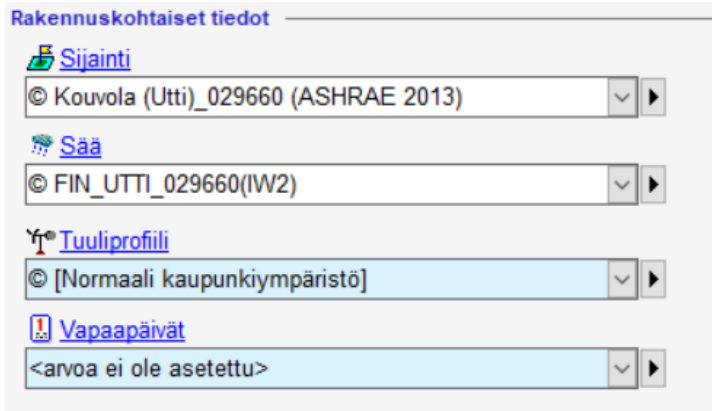 Rakennuskohtaiset tiedot
Sijainti
© Kouvola (Utti)_029660 (ASHRAE 2013)
Sää
© FIN_UTTI_029660(IW2)
Tuuliprofiili
© [Normaali kaupunkiympäristö]
1
Vapaapäivät
<arvoa ei ole asetettu>